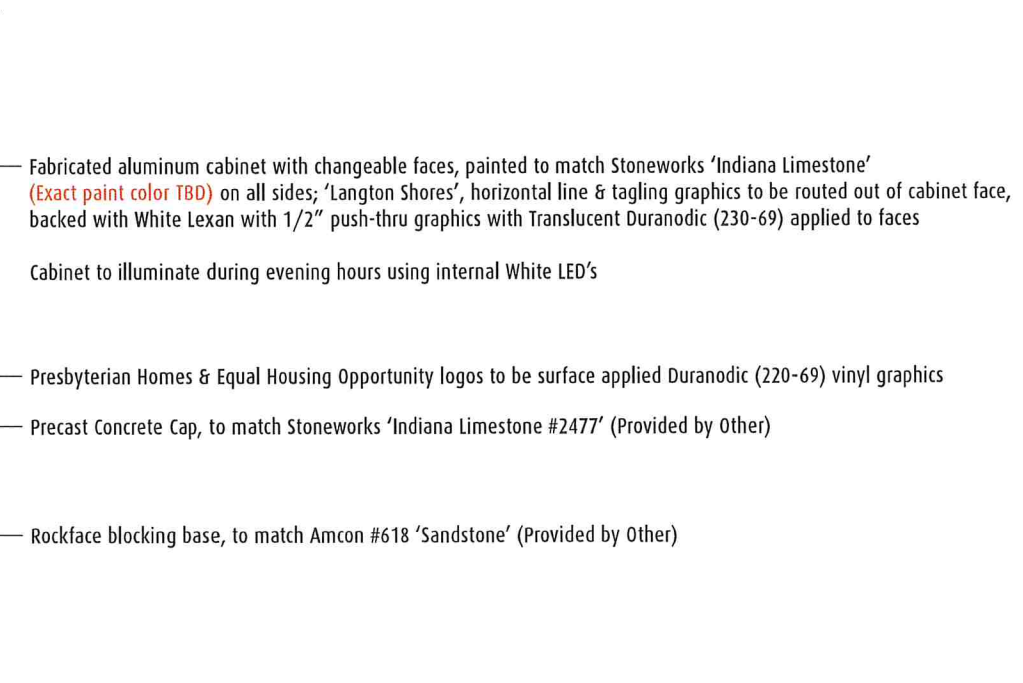 Fabricated aluminum cabinet with changeable faces, painted to match Stoneworks ‘Indiana Limestone’
(Exact paint color TBD) on all sides; ‘Langton Shores’, horizontal line & tagling graphics to be routed out of cabinet face,
backed with White Lexan with 1/2” push-thru graphics with Translucent Duranodic (230-69) applied to faces
Cabinet to illuminate during evening hours using internal White LED’s
Presbyterian Homes & Equal Housing Opportunity logos to be surface applied Duranodic (220-69) vinyl graphics
Precast Concrete Cap, to match Stoneworks ‘Indiana Limestone #2477’ (Provided by Other)
Rockface blocking base, to match Amcon #618 ‘Sandstone’ (Provided by Other)